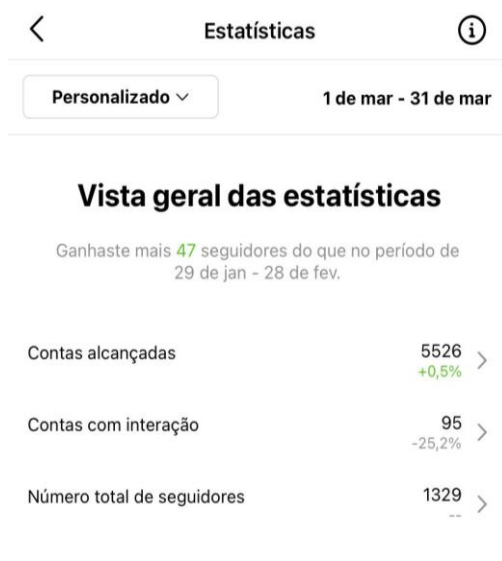 Estatísticas
Personalizado
1 de mar - 31 de mar
Vista geral das estatísticas
Ganhaste mais 47 seguidores do que no período de
29 de jan - 28 de fev.
Contas alcançadas
5526
+0,5%
Contas com interação
95
-25,2%
Número total de seguidores
1329
--